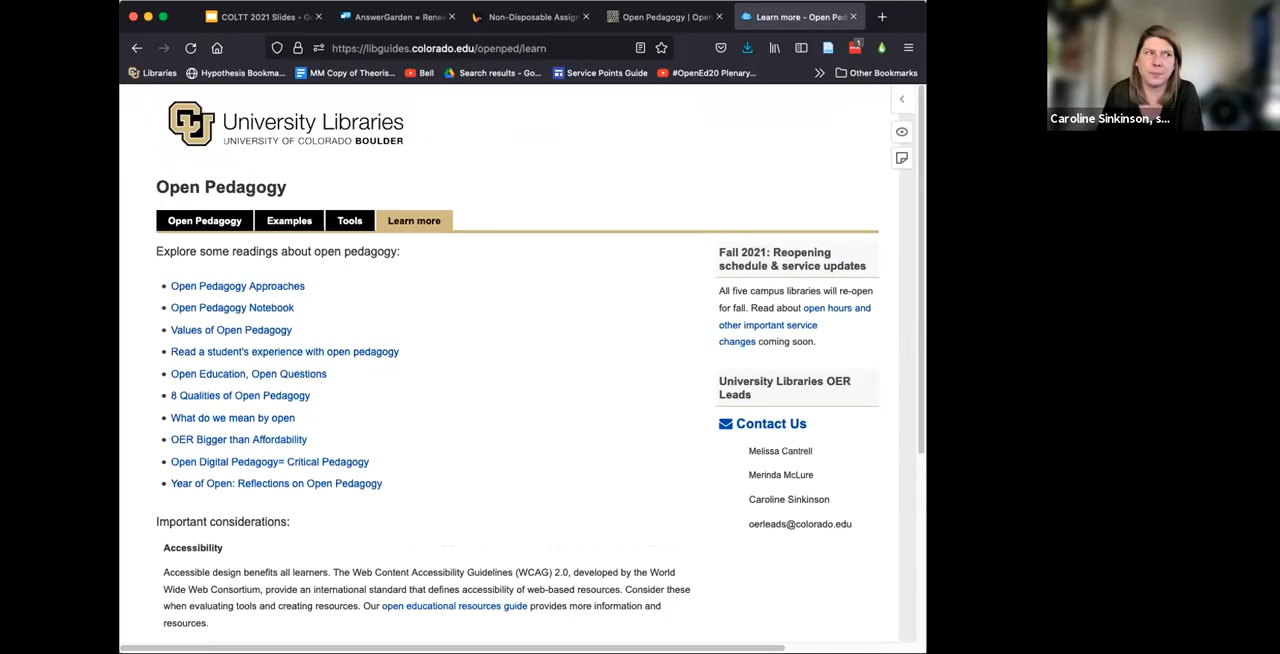 COLTT 2021 Slides - G
AnswerGarden » Rene
Non-Disposable Assig
Open Pedagogy | Open
Learn more - Open Ped
https://libguides.colorado.edu/openped/learn
1
Libraries
Hypothesis Bookma...
MM Copy of Theoris...
Bell
Search results - Go...
Service Points Guide
#OpenEd20 Plenary...
Other Bookmarks
Caroline Sinkinson, s...
CU
University Libraries
UNIVERSITY OF COLORADO BOULDER
Open Pedagogy
Open Pedagogy
Examples
Tools
Learn more
Explore some readings about open pedagogy:
Open Pedagogy Approaches
Open Pedagogy Notebook
Values of Open Pedagogy
Read a student's experience with open pedagogy
Open Education, Open Questions
8 Qualities of Open Pedagogy
What do we mean by open
OER Bigger than Affordability
Open Digital Pedagogy= Critical Pedagogy
Year of Open: Reflections on Open Pedagogy
Important considerations:
Accessibility
Accessible design benefits all learners. The Web Content Accessibility Guidelines (WCAG) 2.0, developed by the World
Wide Web Consortium, provide an international standard that defines accessibility of web-based resources. Consider these
when evaluating tools and creating resources. Our open educational resources guide provides more information and
resources.
Fall 2021: Reopening
schedule & service updates
All five campus libraries will re-open
for fall. Read about open hours and
other important service
changes coming soon.
University Libraries OER
Leads
Contact Us
Melissa Cantrell
Merinda McLure
Caroline Sinkinson
oerleads@colorado.edu